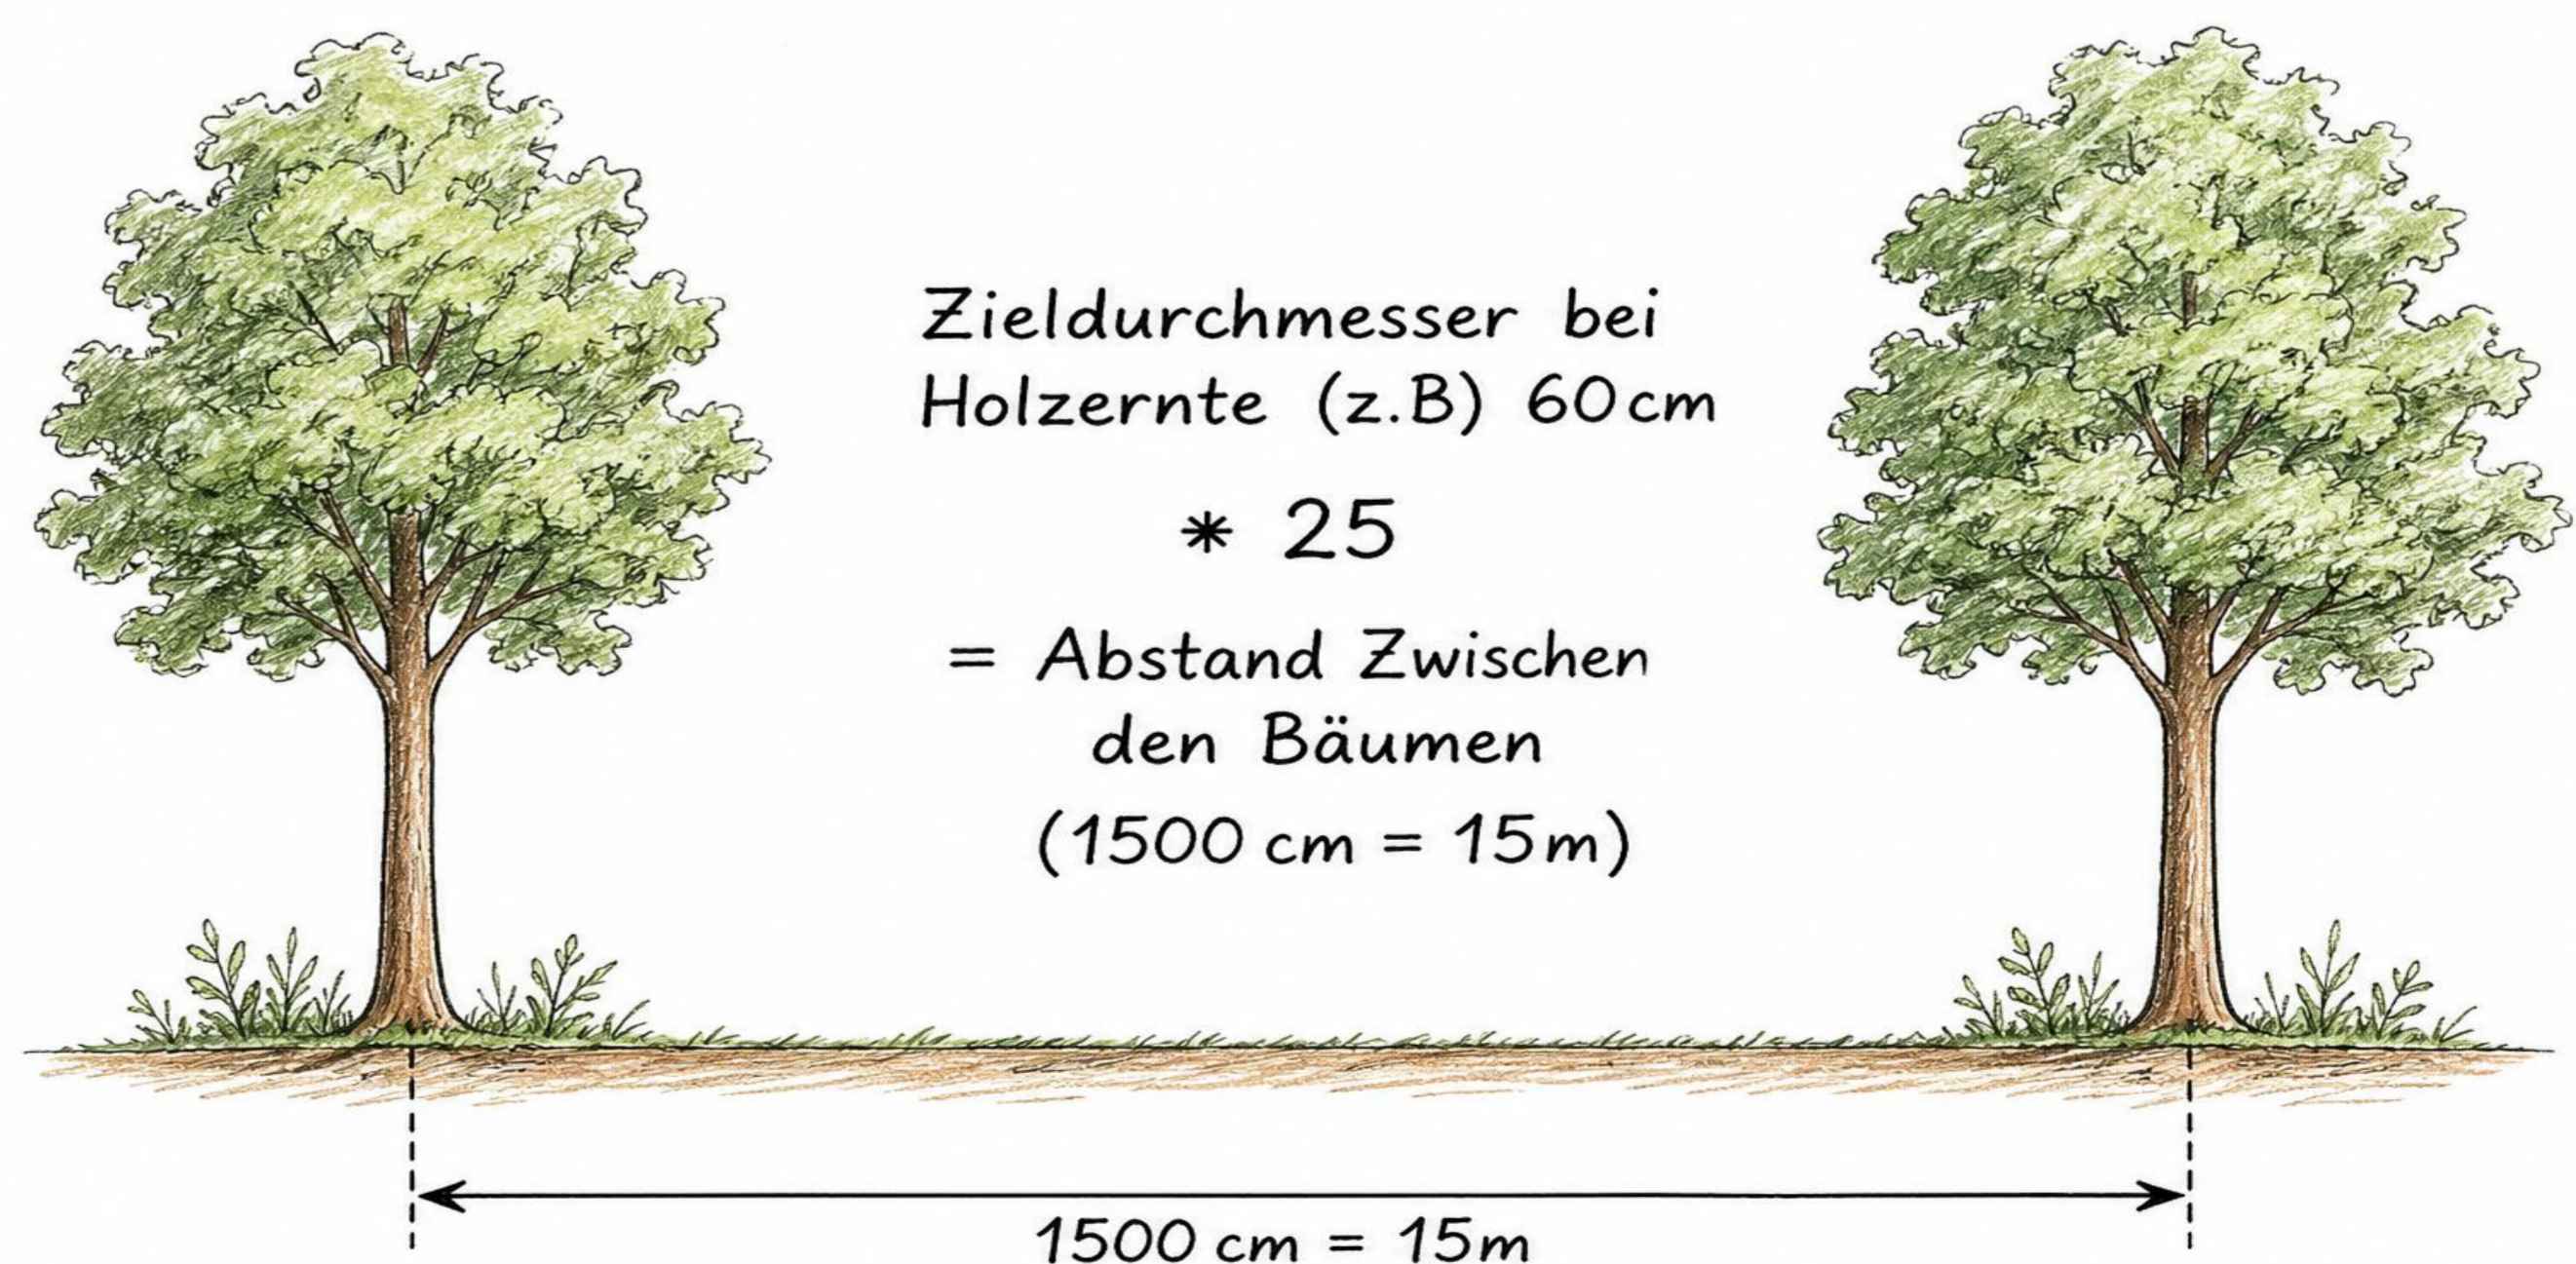 Zieldurchmesser bei
Holzernte (z.B) 60cm
* 25
= Abstand Zwischen
den Bäumen
(1500 cm = 15m)
1500 cm = 15m